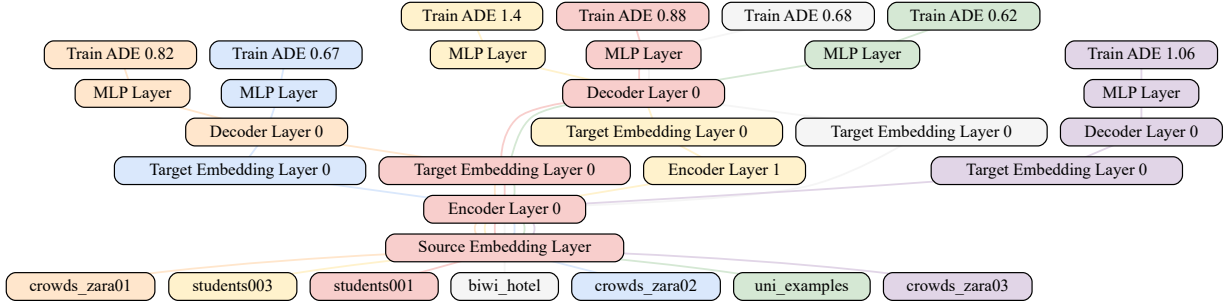 Train ADE 1.4
Train ADE 0.88
Train ADE 0.68
Train ADE 0.62
Train ADE 0.82
Train ADE 0.67
MLP Layer
MLP Layer
MLP Layer
Train ADE 1.06
MLP Layer
MLP Layer
Decoder Layer 0
MLP Layer
Decoder Layer 0
Target Embedding Layer 0
Target Embedding Layer 0
Decoder Layer 0
Target Embedding Layer 0
Target Embedding Layer 0
Encoder Layer 1
Target Embedding Layer 0
Encoder Layer 0
Source Embedding Layer
crowds_zara01
students003
students001
biwi_hotel
crowds_zara02
uni_examples
crowds_zara03